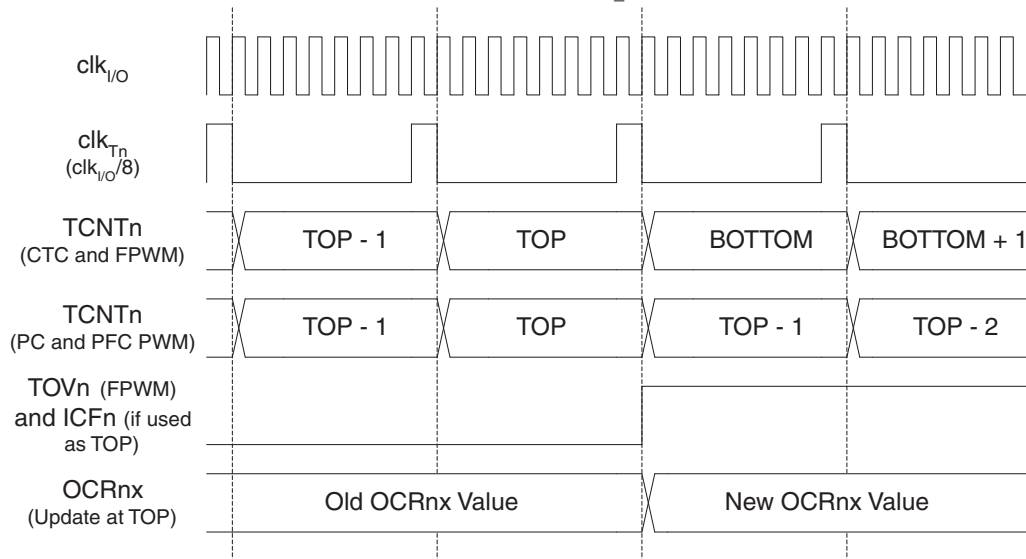 clkI/O
clkTn
(clkI/O/8)
TCNTn
(CTC and FPWM)
TOP - 1 TOP BOTTOM BOTTOM + 1
TCNTn
(PC and PFC PWM)
TOP - 1 TOP TOP - 1 TOP - 2
TOVn (FPWM)
and ICFn (if used
as TOP)
OCRnx
(Update at TOP)
Old OCRnx Value New OCRnx Value